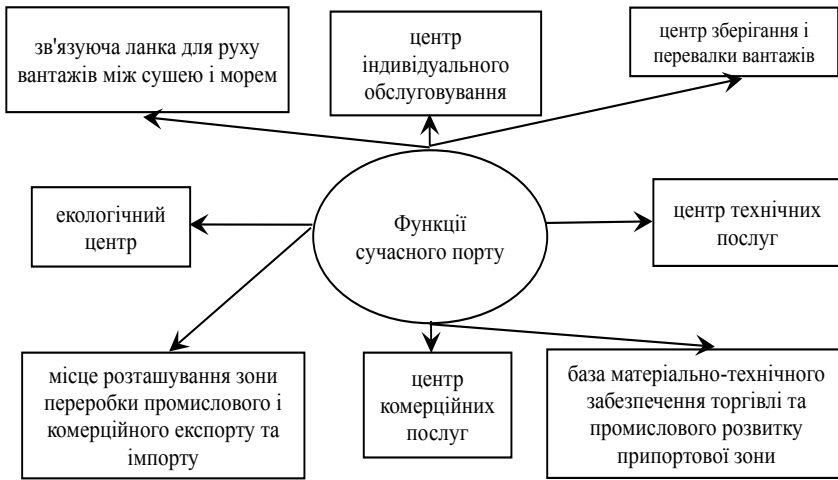 зв'язуюча ланка для руху
вантажів між сушею і морем
центр
індивідуального
обслуговування
центр зберігання і
перевалки вантажів
екологічний
центр
Функції
сучасного порту
центр технічних
послуг
місце розташування зони
переробки промислового і
комерційного експорту та
імпорту
центр
комерційних
послуг
база матеріально-технічного
забезпечення торгівлі та
промислового розвитку
припортової зони